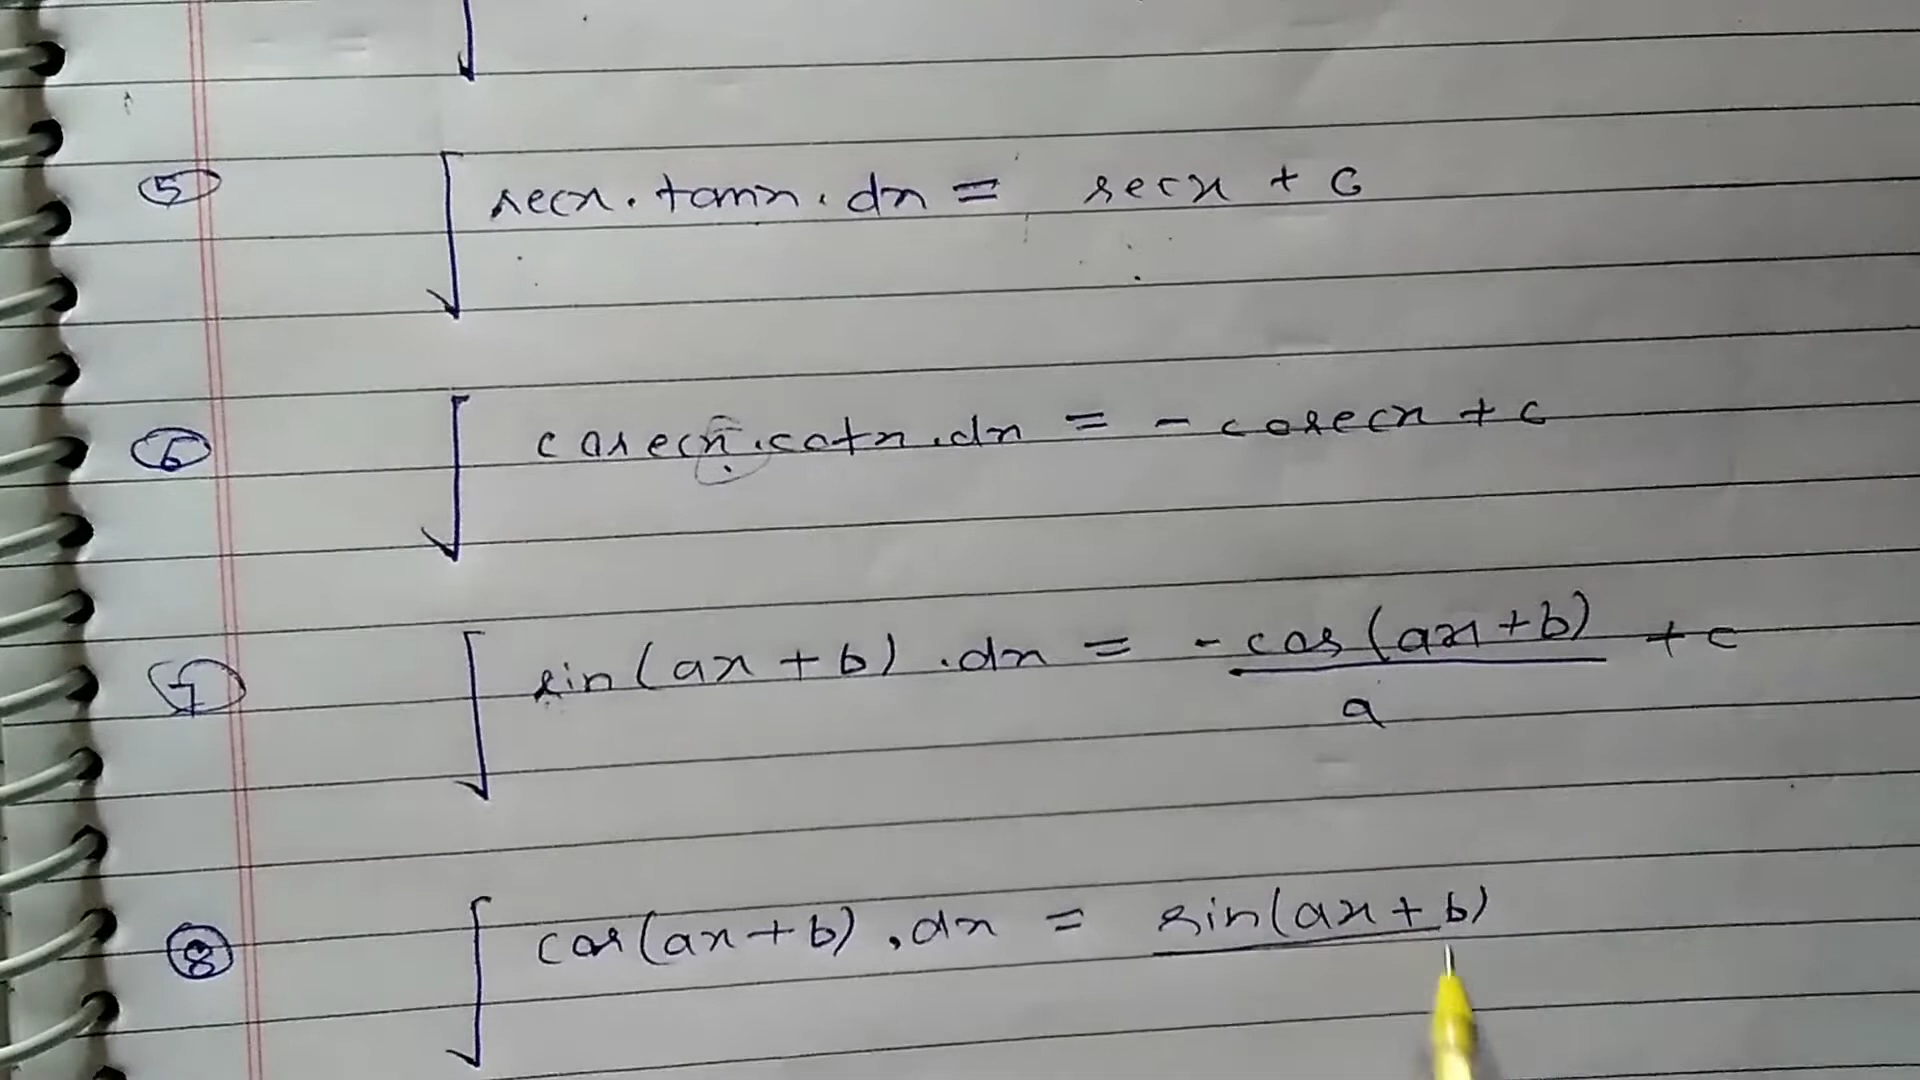 ⑤ ∫ secx . tanx . dx = secx + c
⑥ ∫ cosecx . cotx . dx = - cosecx + c
⑦ ∫ sin(ax + b) . dx = - cos(ax + b) / a + c
⑧ ∫ cos(ax + b) . dx = sin(ax + b)